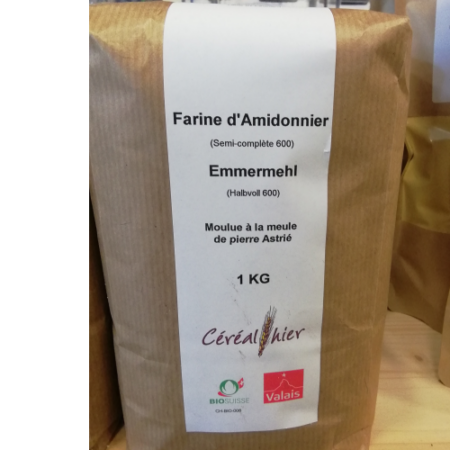 Farine d'Amidonnier
(Semi-complète 600)
Emmermehl
(Halbvoll 600)
Moulue à la meule
de pierre Astrié
1 KG
Céréal hier
BIOSUISSE
Valais